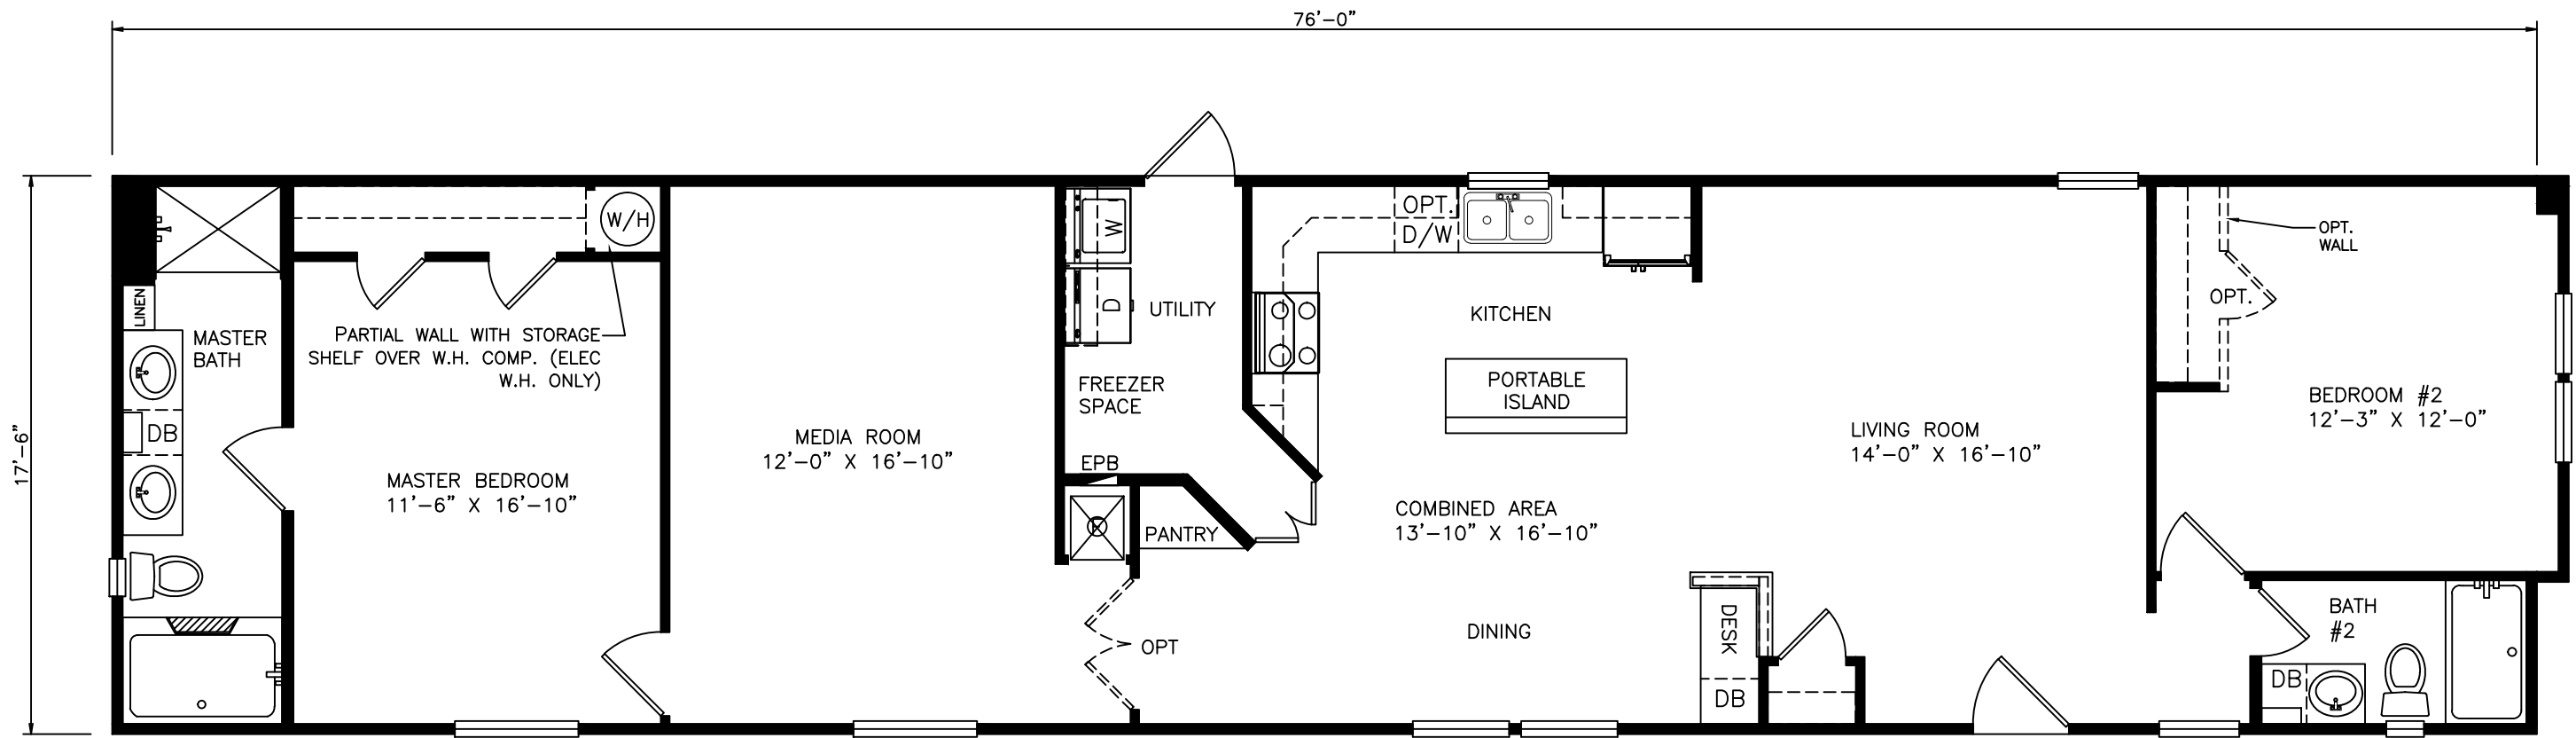 76'-0"
17'-6"
LINEN
MASTER
BATH
DB
W/H
PARTIAL WALL WITH STORAGE
SHELF OVER W.H. COMP. (ELEC
W.H. ONLY)
MASTER BEDROOM
11'-6" X 16'-10"
MEDIA ROOM
12'-0" X 16'-10"
W
D
UTILITY
FREEZER
SPACE
EPB
PANTRY
OPT
OPT.
D/W
KITCHEN
PORTABLE
ISLAND
COMBINED AREA
13'-10" X 16'-10"
DINING
DESK
DB
LIVING ROOM
14'-0" X 16'-10"
OPT.
WALL
OPT.
BEDROOM #2
12'-3" X 12'-0"
BATH
#2
DB